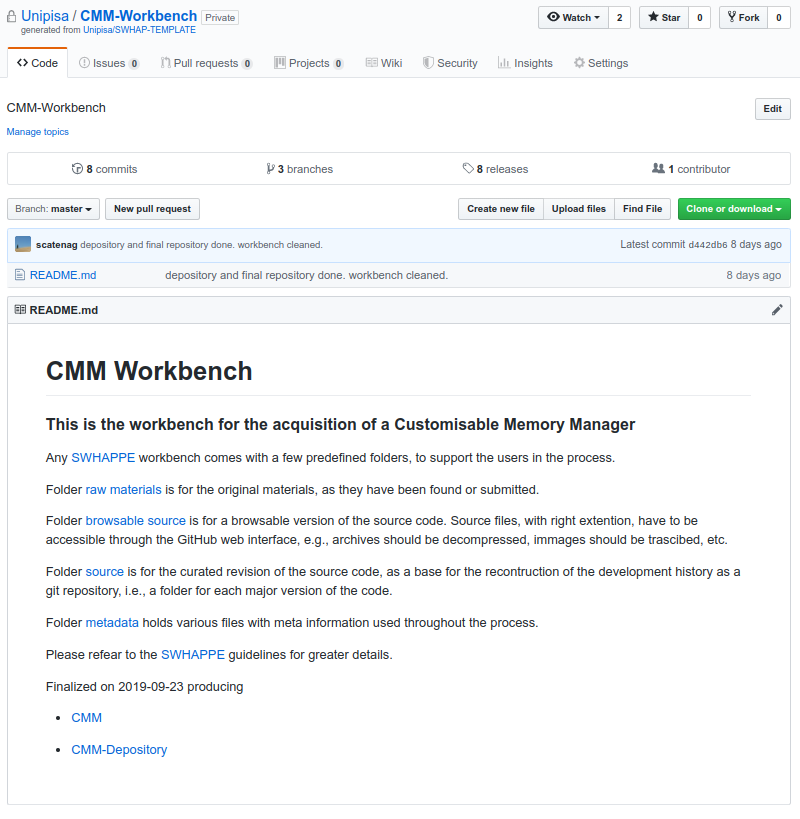 Unipisa / CMM-Workbench Private Watch 2 Star 0 Fork 0
generated from Unipisa/SWHAP-TEMPLATE
Code Issues 0 Pull requests 0 Projects 0 Wiki Security Insights Settings
CMM-Workbench Edit
Manage topics
8 commits 3 branches 8 releases 1 contributor
Branch: master New pull request Create new file Upload files Find File Clone or download
scatenag depository and final repository done. workbench cleaned. Latest commit d442db6 8 days ago
README.md depository and final repository done. workbench cleaned. 8 days ago
README.md
CMM Workbench
This is the workbench for the acquisition of a Customisable Memory Manager
Any SWHAPPE workbench comes with a few predefined folders, to support the users in the process.
Folder raw materials is for the original materials, as they have been found or submitted.
Folder browsable source is for a browsable version of the source code. Source files, with right extention, have to be
accessible through the GitHub web interface, e.g., archives should be decompressed, immages should be trascibed, etc.
Folder source is for the curated revision of the source code, as a base for the recontruction of the development history as a
git repository, i.e., a folder for each major version of the code.
Folder metadata holds various files with meta information used throughout the process.
Please refear to the SWHAPPE guidelines for greater details.
Finalized on 2019-09-23 producing
• CMM
• CMM-Depository